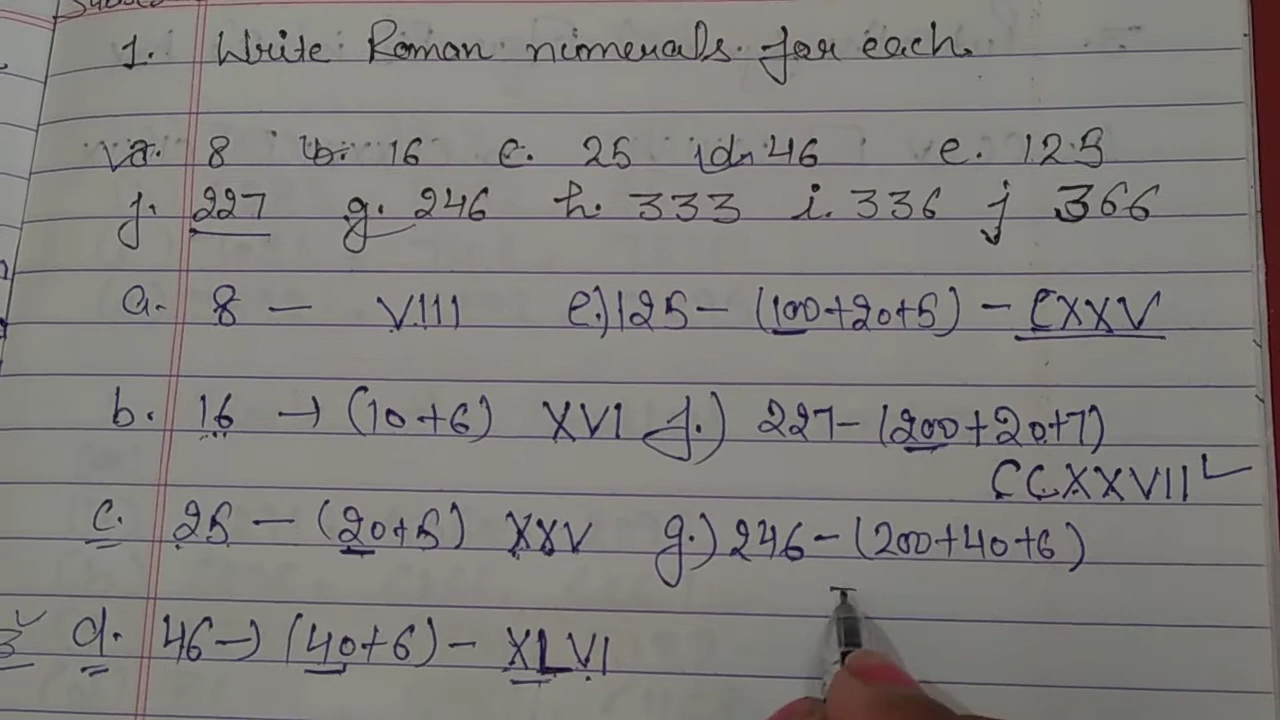 1. Write Roman numerals for each.
a. 8 b. 16 c. 25 d. 46 e. 125
f. 227 g. 246 h. 333 i. 336 j 366
a. 8 — VIII e.) 125 — (100+20+5) — CXXV
b. 16 → (10+6) XVI f.) 227 — (200+20+7)
CCXXVII
c. 25 — (20+5) XXV g.) 246 — (200+40+6)
d. 46 → (40+6) — XLVI